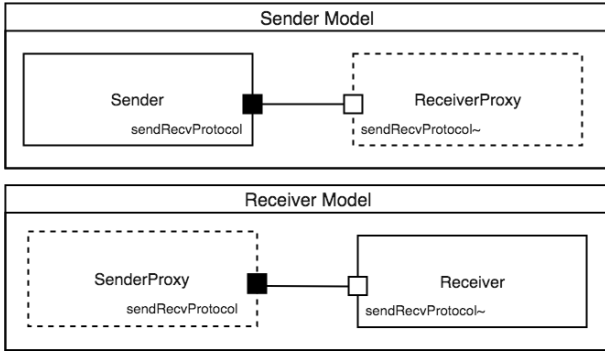 Sender Model
Sender
ReceiverProxy
sendRecvProtocol
sendRecvProtocol~
Receiver Model
SenderProxy
Receiver
sendRecvProtocol
sendRecvProtocol~